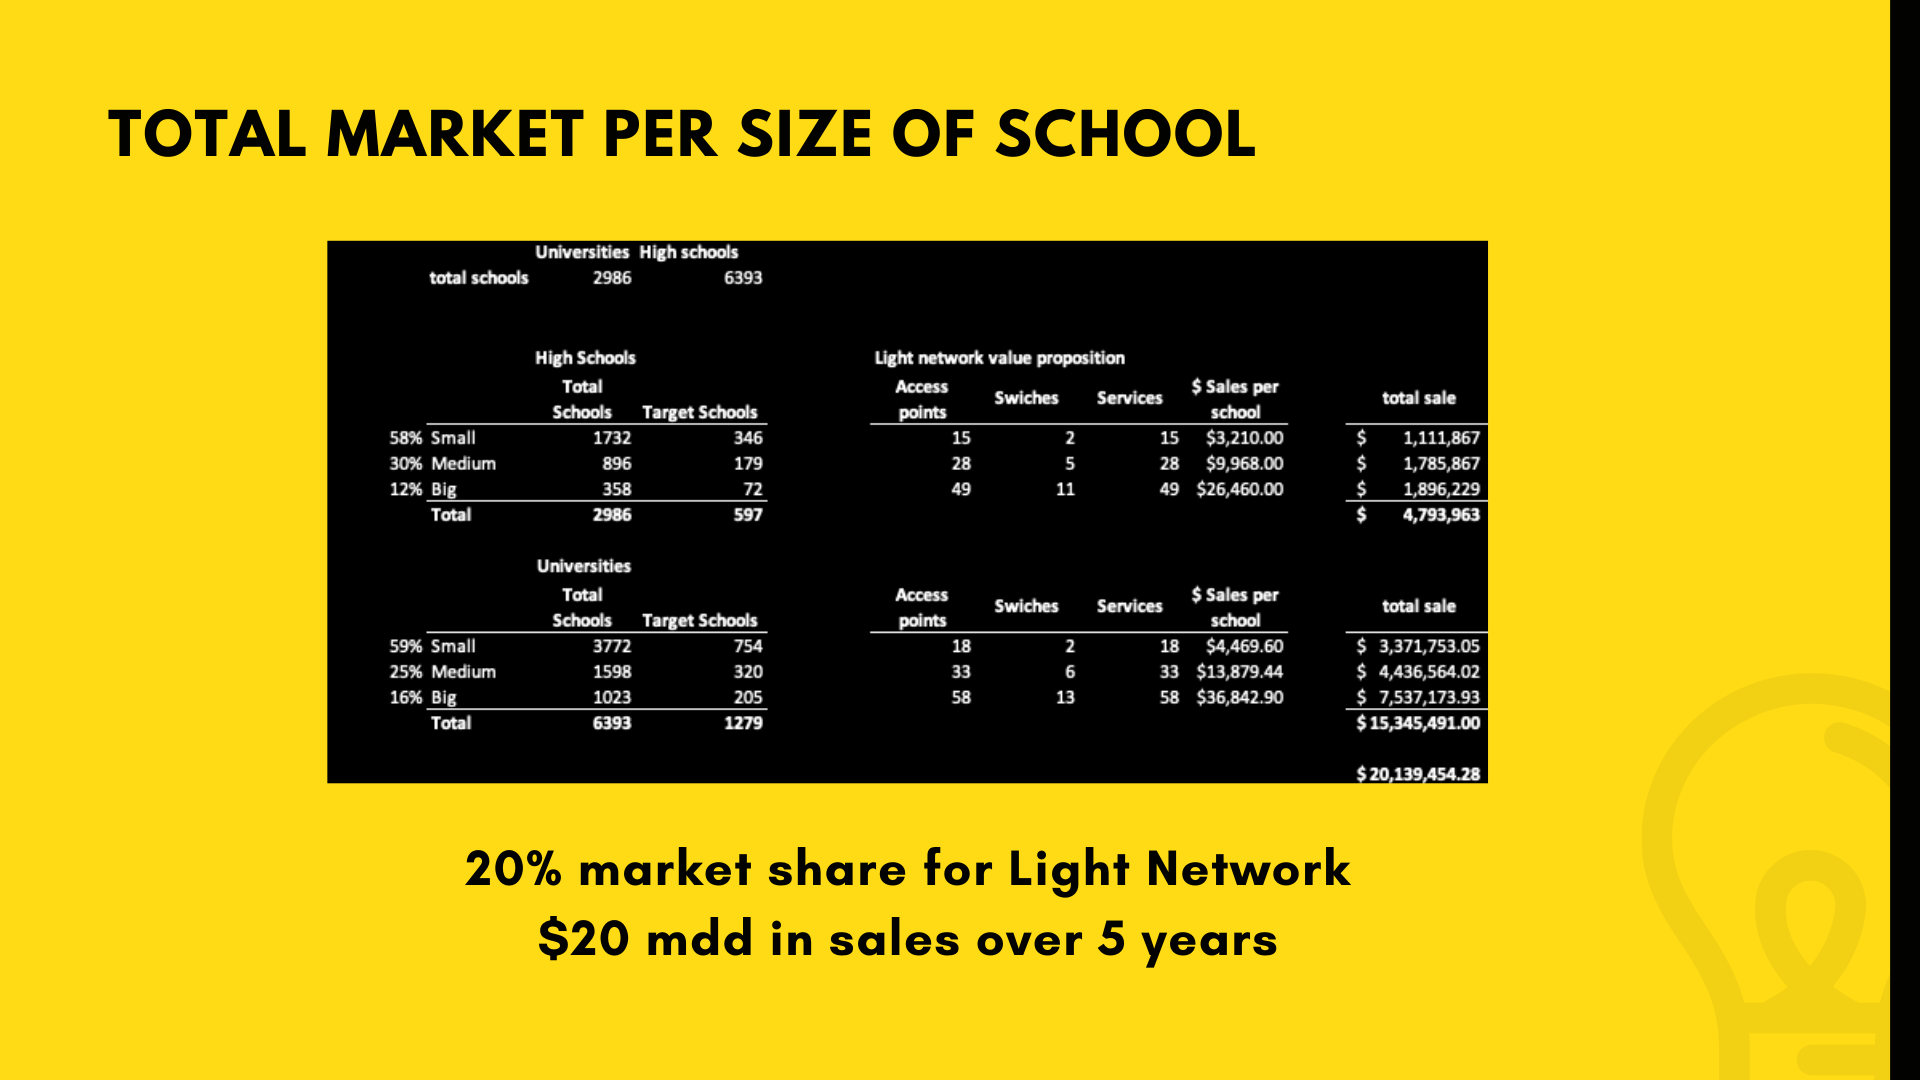 TOTAL MARKET PER SIZE OF SCHOOL
Universities High schools
total schools 2986 6393
High Schools Light network value proposition
Total Schools Target Schools Access points Swiches Services $ Sales per school total sale
58% Small 1732 346 15 2 15 $3,210.00 $ 1,111,867
30% Medium 896 179 28 5 28 $9,968.00 $ 1,785,867
12% Big 358 72 49 11 49 $26,460.00 $ 1,896,229
Total 2986 597 $ 4,793,963
Universities
Total Schools Target Schools Access points Swiches Services $ Sales per school total sale
59% Small 3772 754 18 2 18 $4,469.60 $ 3,371,753.05
25% Medium 1598 320 33 6 33 $13,879.44 $ 4,436,564.02
16% Big 1023 205 58 13 58 $36,842.90 $ 7,537,173.93
Total 6393 1279 $ 15,345,491.00
$ 20,139,454.28
20% market share for Light Network
$20 mdd in sales over 5 years